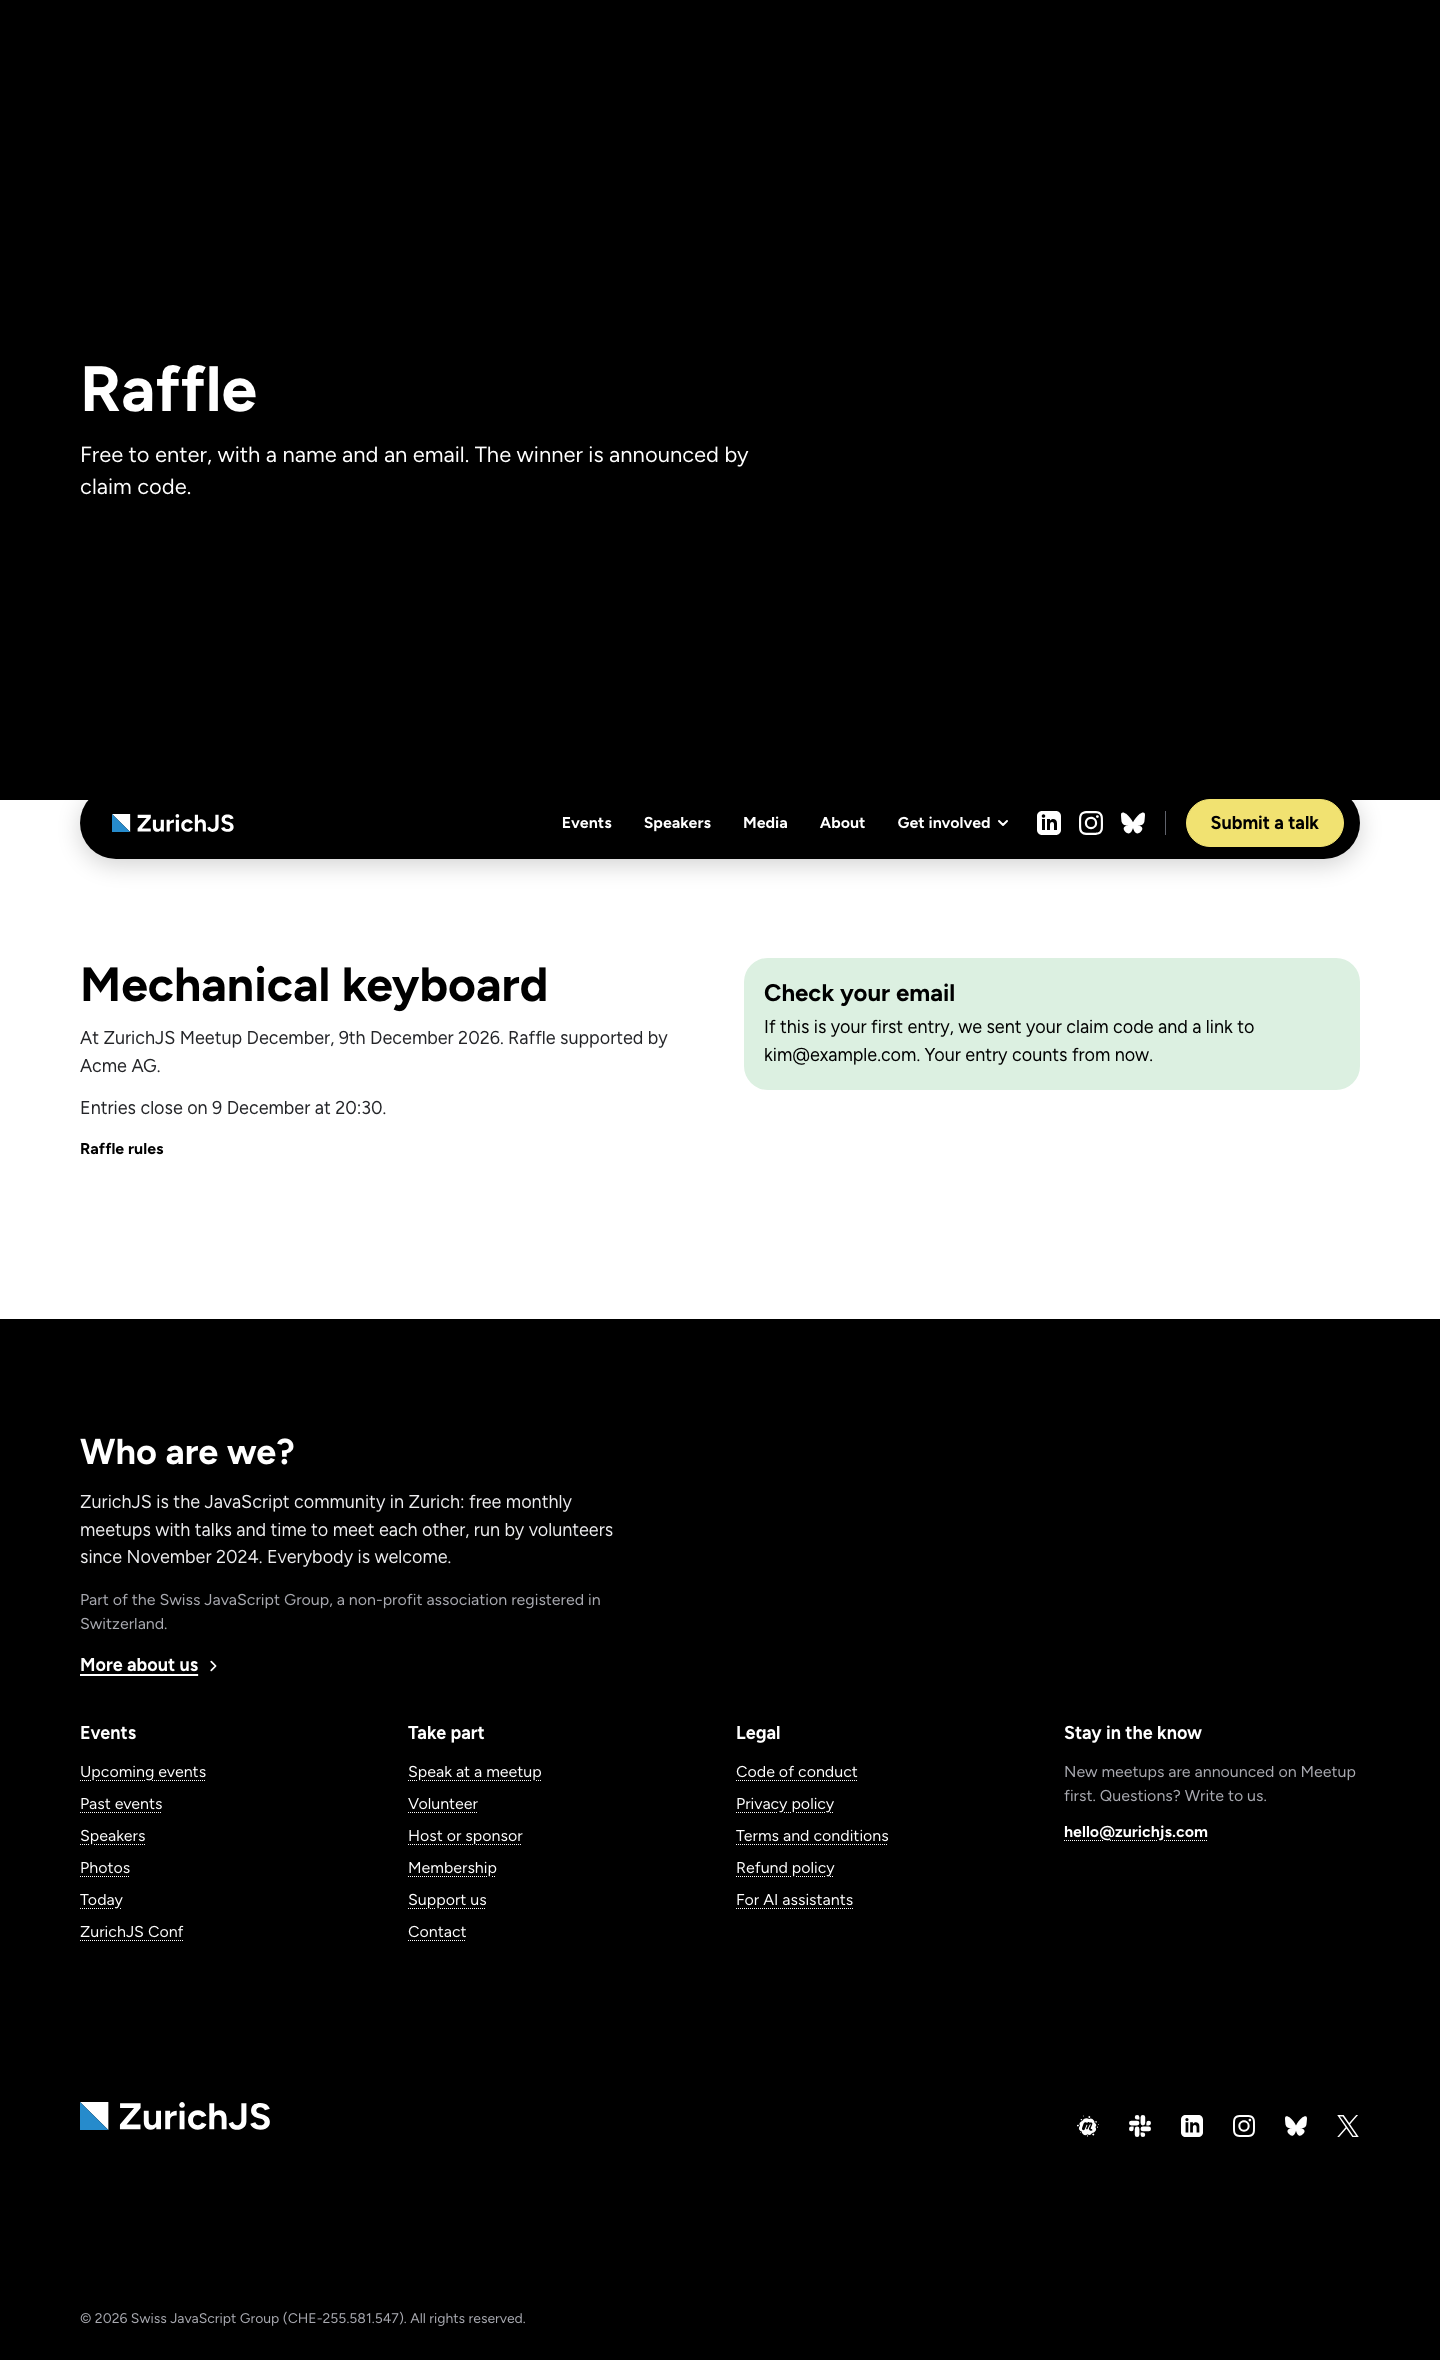 Raffle
Free to enter, with a name and an email. The winner is announced by
claim code.
ZurichJS
Events
Speakers
Media
About
Get involved
Submit a talk
Mechanical keyboard
At ZurichJS Meetup December, 9th December 2026. Raffle supported by
Acme AG.
Entries close on 9 December at 20:30.
Raffle rules
Check your email
If this is your first entry, we sent your claim code and a link to
kim@example.com. Your entry counts from now.
Who are we?
ZurichJS is the JavaScript community in Zurich: free monthly
meetups with talks and time to meet each other, run by volunteers
since November 2024. Everybody is welcome.
Part of the Swiss JavaScript Group, a non-profit association registered in
Switzerland.
More about us
Events
Upcoming events
Past events
Speakers
Photos
Today
ZurichJS Conf
Take part
Speak at a meetup
Volunteer
Host or sponsor
Membership
Support us
Contact
Legal
Code of conduct
Privacy policy
Terms and conditions
Refund policy
For AI assistants
Stay in the know
New meetups are announced on Meetup
first. Questions? Write to us.
hello@zurichjs.com
ZurichJS
© 2026 Swiss JavaScript Group (CHE-255.581.547). All rights reserved.